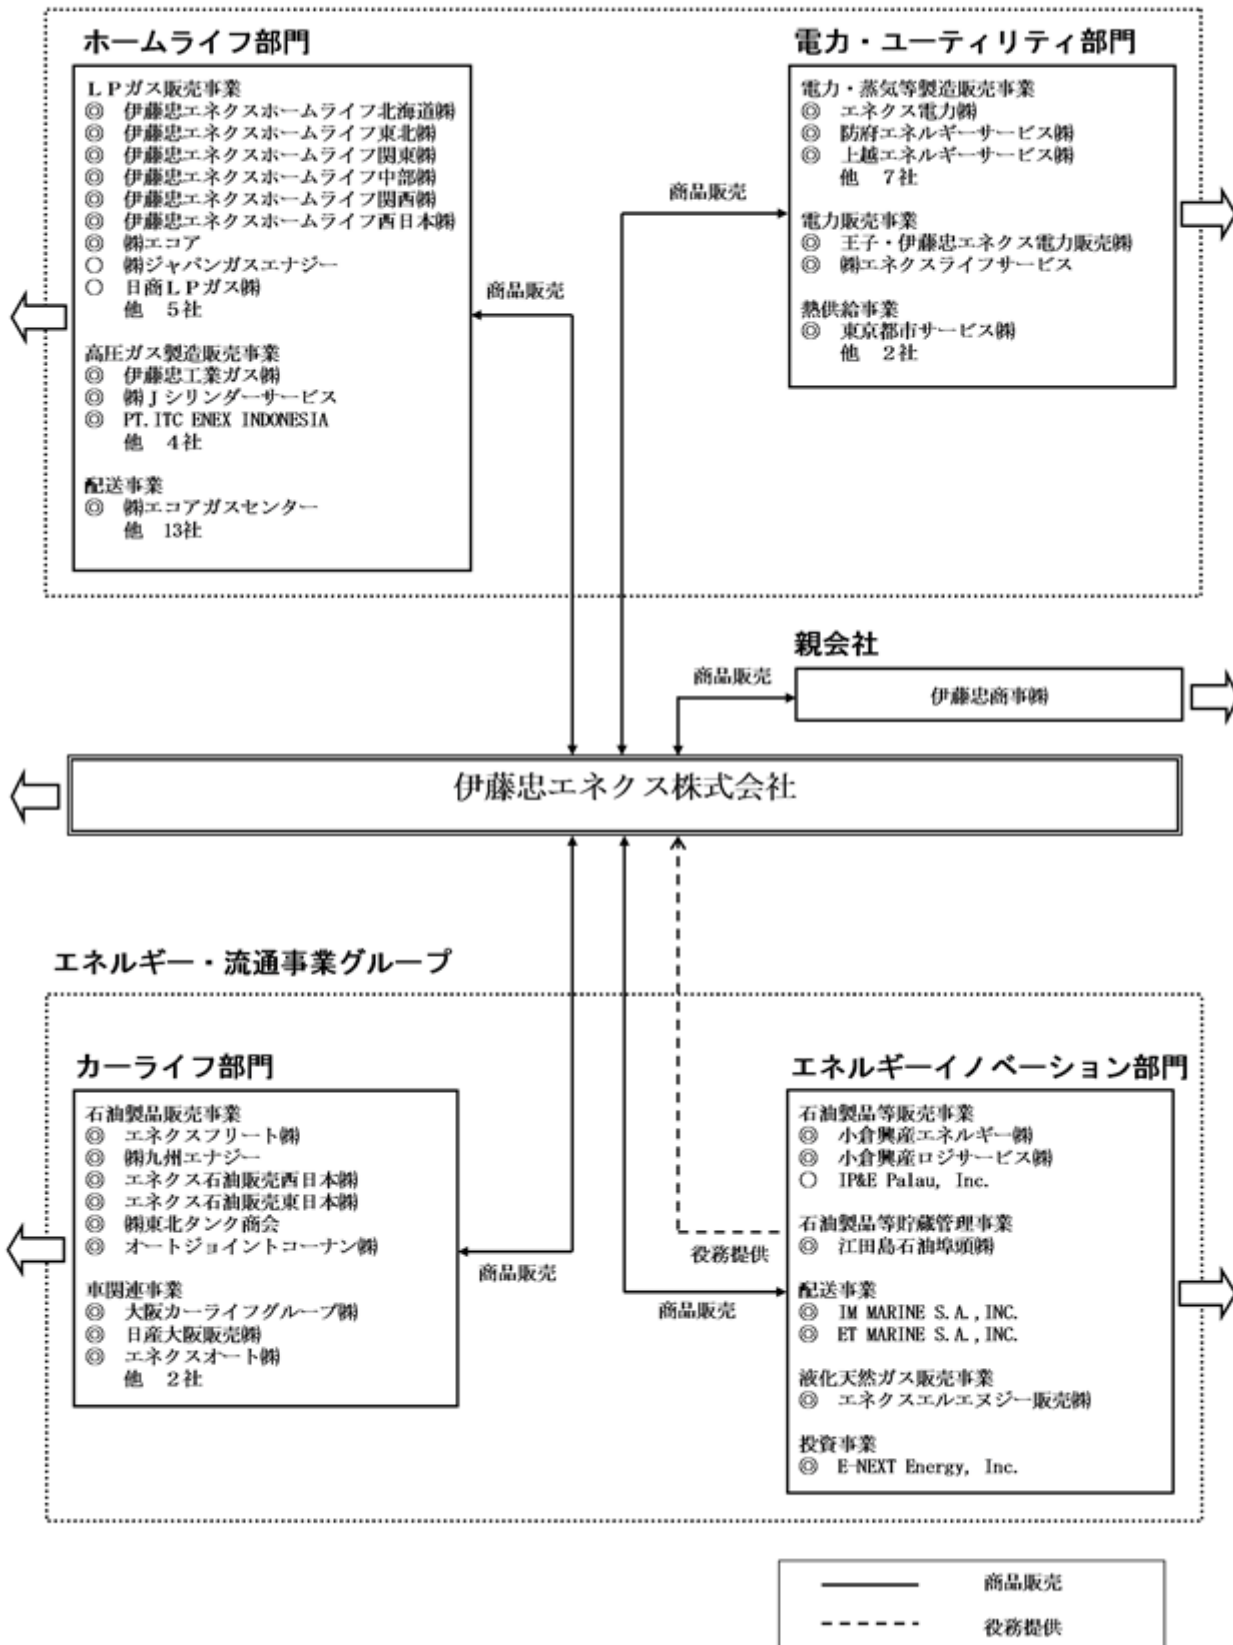 ホームライフ部門
LPガス販売事業
◎ 伊藤忠エネクスホームライフ北海道㈱
◎ 伊藤忠エネクスホームライフ東北㈱
◎ 伊藤忠エネクスホームライフ関東㈱
◎ 伊藤忠エネクスホームライフ中部㈱
◎ 伊藤忠エネクスホームライフ関西㈱
◎ 伊藤忠エネクスホームライフ西日本㈱
◎ ㈱エコア
○ ㈱ジャパンガスエナジー
○ 日商LPガス㈱
他 5社
高圧ガス製造販売事業
◎ 伊藤忠工業ガス㈱
◎ ㈱Jシリンダーサービス
◎ PT.ITC ENEX INDONESIA
他 4社
配送事業
◎ ㈱エコアガスセンター
他 13社
商品販売
電力・ユーティリティ部門
電力・蒸気等製造販売事業
◎ エネクス電力㈱
◎ 防府エネルギーサービス㈱
◎ 上越エネルギーサービス㈱
他 7社
電力販売事業
◎ 王子・伊藤忠エネクス電力販売㈱
◎ ㈱エネクスライフサービス
熱供給事業
◎ 東京都市サービス㈱
他 2社
商品販売
親会社
伊藤忠商事㈱
商品販売
伊藤忠エネクス株式会社
エネルギー・流通事業グループ
カーライフ部門
石油製品販売事業
◎ エネクスフリート㈱
◎ ㈱九州エナジー
◎ エネクス石油販売西日本㈱
◎ エネクス石油販売東日本㈱
◎ ㈱東北タンク商会
◎ オートジョイントコーナン㈱
車関連事業
◎ 大阪カーライフグループ㈱
◎ 日産大阪販売㈱
◎ エネクスオート㈱
他 2社
商品販売
エネルギーイノベーション部門
石油製品等販売事業
◎ 小倉興産エネルギー㈱
◎ 小倉興産ロジサービス㈱
○ IP&E Palau, Inc.
石油製品等貯蔵管理事業
◎ 江田島石油埠頭㈱
配送事業
◎ IM MARINE S.A.,INC.
◎ ET MARINE S.A.,INC.
液化天然ガス販売事業
◎ エネクスエルエヌジー販売㈱
投資事業
◎ E-NEXT Energy, Inc.
役務提供
商品販売
商品販売
役務提供